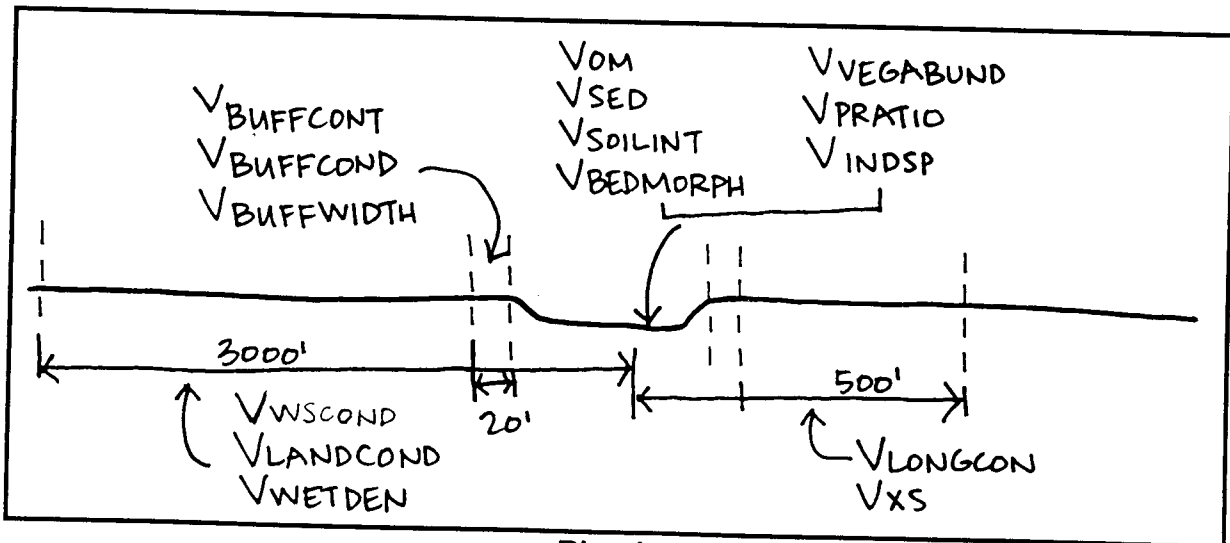 VBUFFCONT
VBUFFCOND
VBUFFWIDTH
VOM
VSED
VSOILINT
VBEDMORPH
VVEGABUND
VPRATIO
VINDSP
3000'
20'
500'
VWSCOND
VLANDCOND
VWETDEN
VLONGCON
VXS